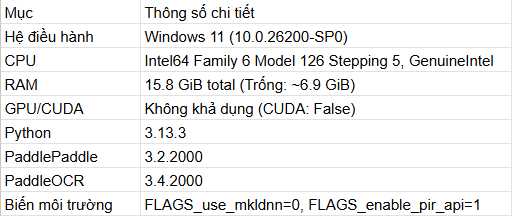 Mục Thông số chi tiết
Hệ điều hành Windows 11 (10.0.26200-SP0)
CPU Intel64 Family 6 Model 126 Stepping 5, GenuineIntel
RAM 15.8 GiB total (Trống: ~6.9 GiB)
GPU/CUDA Không khả dụng (CUDA: False)
Python 3.13.3
PaddlePaddle 3.2.2000
PaddleOCR 3.4.2000
Biến môi trường FLAGS_use_mkldnn=0, FLAGS_enable_pir_api=1